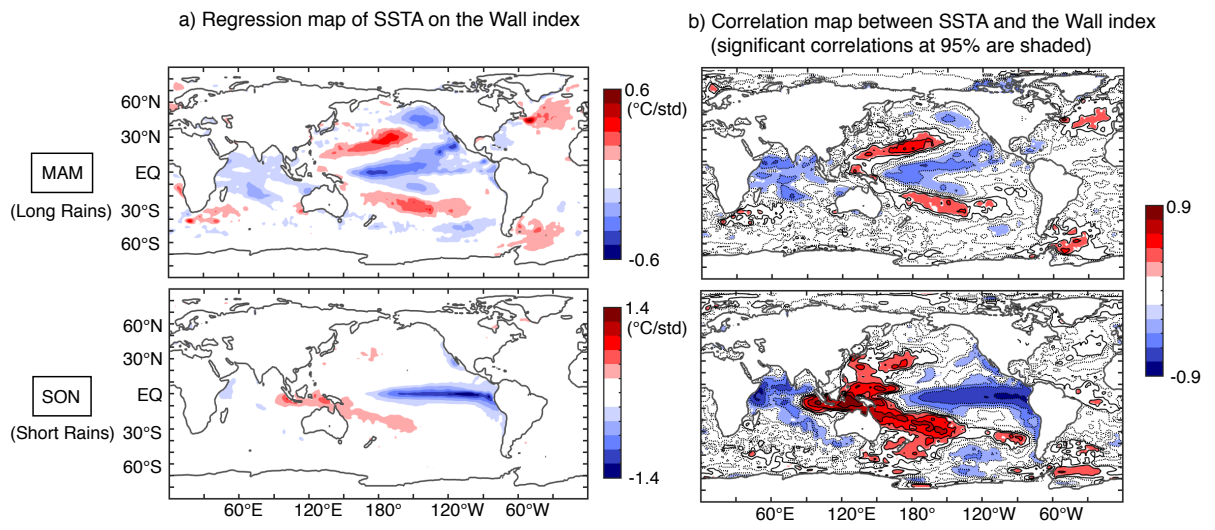 a) Regression map of SSTA on the Wall index
b) Correlation map between SSTA and the Wall index
(significant correlations at 95% are shaded)
60°N
30°N
EQ
30°S
60°S
MAM
(Long Rains)
0.6
(°C/std)
-0.6
60°N
30°N
EQ
30°S
60°S
SON
(Short Rains)
1.4
(°C/std)
-1.4
0.9
-0.9
60°E 120°E 180° 120°W 60°W
60°E 120°E 180° 120°W 60°W